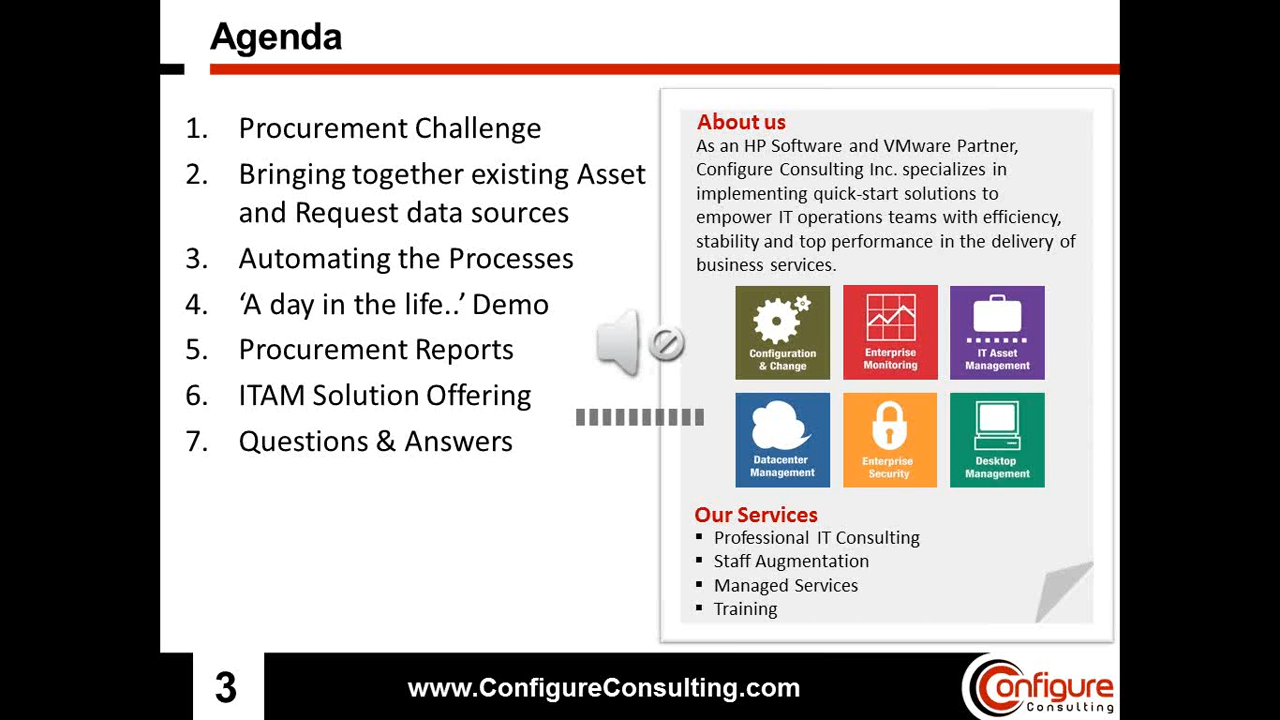 Agenda
1. Procurement Challenge
2. Bringing together existing Asset
and Request data sources
3. Automating the Processes
4. ‘A day in the life..’ Demo
5. Procurement Reports
6. ITAM Solution Offering
7. Questions & Answers
About us
As an HP Software and VMware Partner,
Configure Consulting Inc. specializes in
implementing quick-start solutions to
empower IT operations teams with efficiency,
stability and top performance in the delivery of
business services.
Configuration
& Change
Enterprise
Monitoring
IT Asset
Management
Datacenter
Management
Enterprise
Security
Desktop
Management
Our Services
▪ Professional IT Consulting
▪ Staff Augmentation
▪ Managed Services
▪ Training
3
www.ConfigureConsulting.com
Configure
Consulting